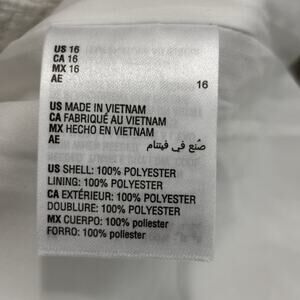 US 16
CA 16
MX 16
AE
16
US MADE IN VIETNAM
CA FABRIQUÉ AU VIETNAM
MX HECHO EN VIETNAM
AE صُنع في فيتنام
US SHELL: 100% POLYESTER
LINING: 100% POLYESTER
CA EXTÉRIEUR: 100% POLYESTER
DOUBLURE: 100% POLYESTER
MX CUERPO: 100% poliester
FORRO: 100% poliester